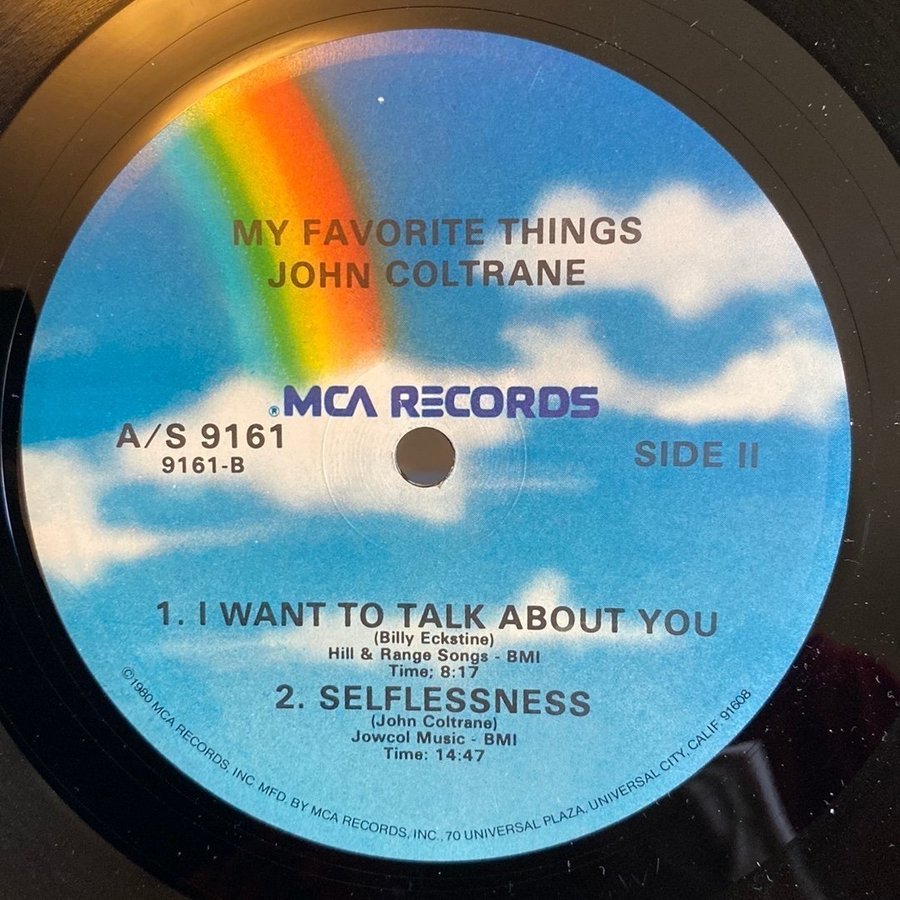 MY FAVORITE THINGS
JOHN COLTRANE
®MCA RECORDS
A/S 9161
9161-B
SIDE II
1. I WANT TO TALK ABOUT YOU
(Billy Eckstine)
Hill & Range Songs - BMI
Time; 8:17
2. SELFLESSNESS
(John Coltrane)
Jowcol Music - BMI
Time: 14:47
©1980 MCA RECORDS, INC. MFD. BY MCA RECORDS, INC., 70 UNIVERSAL PLAZA, UNIVERSAL CITY, CALIF. 91608